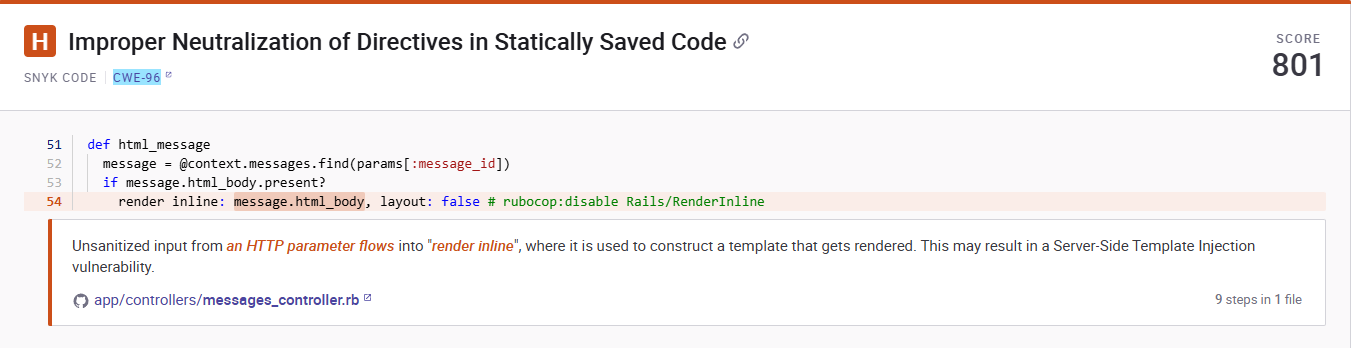 H Improper Neutralization of Directives in Statically Saved Code
SCORE
801
SNYK CODE | CWE-96
51 def html_message
52 message = @context.messages.find(params[:message_id])
53 if message.html_body.present?
54 render inline: message.html_body, layout: false # rubocop:disable Rails/RenderInline
Unsanitized input from an HTTP parameter flows into "render inline", where it is used to construct a template that gets rendered. This may result in a Server-Side Template Injection
vulnerability.
app/controllers/messages_controller.rb
9 steps in 1 file